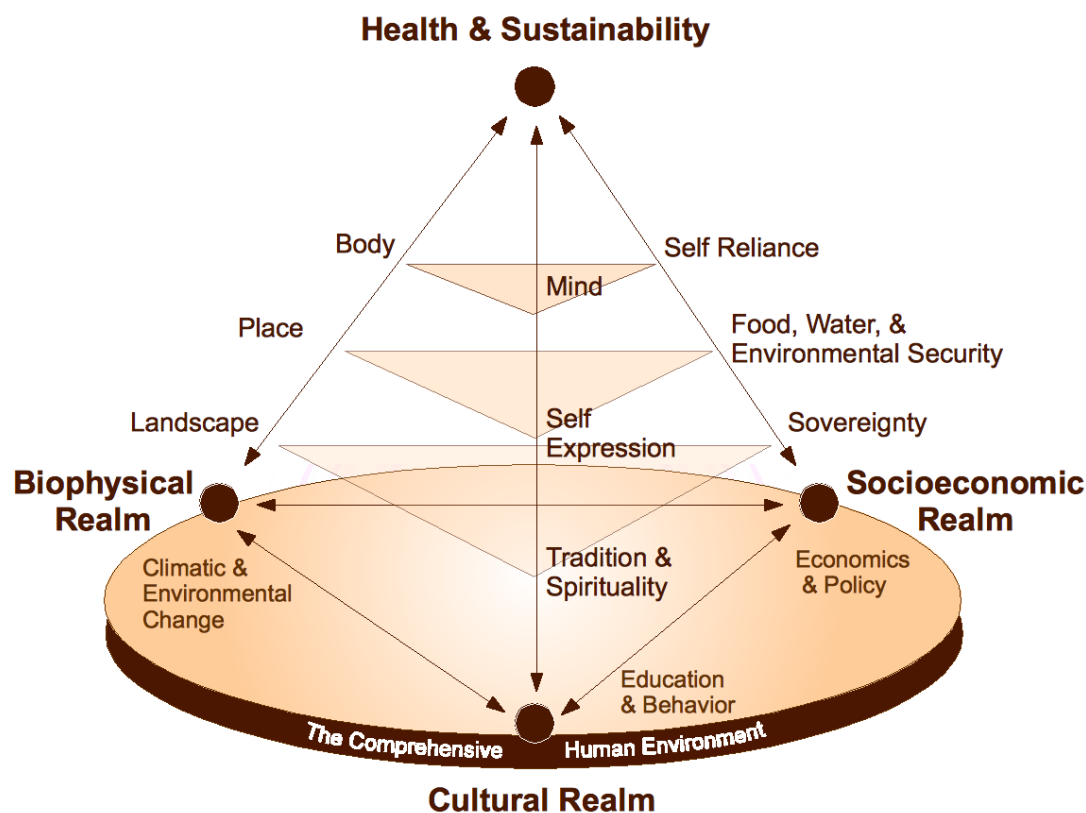 Health & Sustainability
Body
Self Reliance
Mind
Place
Food, Water, &
Environmental Security
Landscape
Self
Expression
Sovereignty
Biophysical
Realm
Socioeconomic
Realm
Climatic &
Environmental
Change
Tradition &
Spirituality
Economics
& Policy
Education
& Behavior
The Comprehensive Human Environment
Cultural Realm